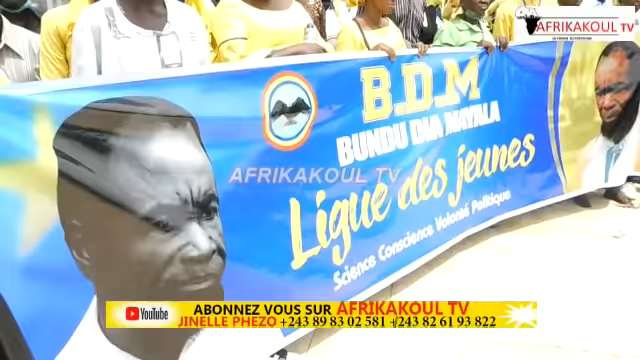 AFRIKAKOUL TV
B.D.M
BUNDU DIA MAYALA
AFRIKAKOUL TV
Ligue des jeunes
Science Conscience Volonté Politique
YouTube
ABONNEZ VOUS SUR AFRIKAKOUL TV
JINELLE PHEZO +243 89 83 02 581 +243 82 61 93 822